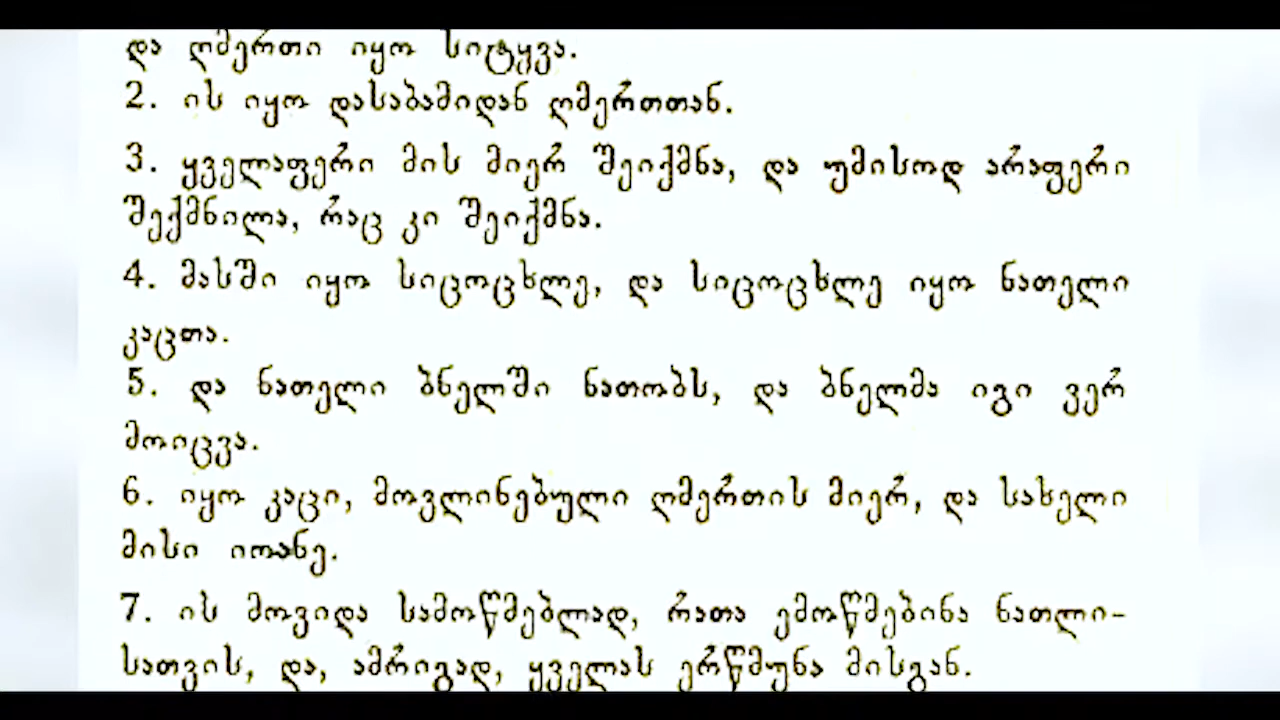 და ღმერთი იყო სიტყვა.
2. ის იყო დასაბამიდან ღმერთთან.
3. ყველაფერი მის მიერ შეიქმნა, და უმისოდ არაფერი
შექმნილა, რაც კი შეიქმნა.
4. მასში იყო სიცოცხლე, და სიცოცხლე იყო ნათელი
კაცთა.
5. და ნათელი ბნელში ნათობს, და ბნელმა იგი ვერ
მოიცვა.
6. იყო კაცი, მოვლინებული ღმერთის მიერ, და სახელი
მისი იოანე.
7. ის მოვიდა სამოწმებლად, რათა ემოწმებინა ნათლი-
სათვის, და, ამრიგად, ყველას ერწმუნა მისგან.